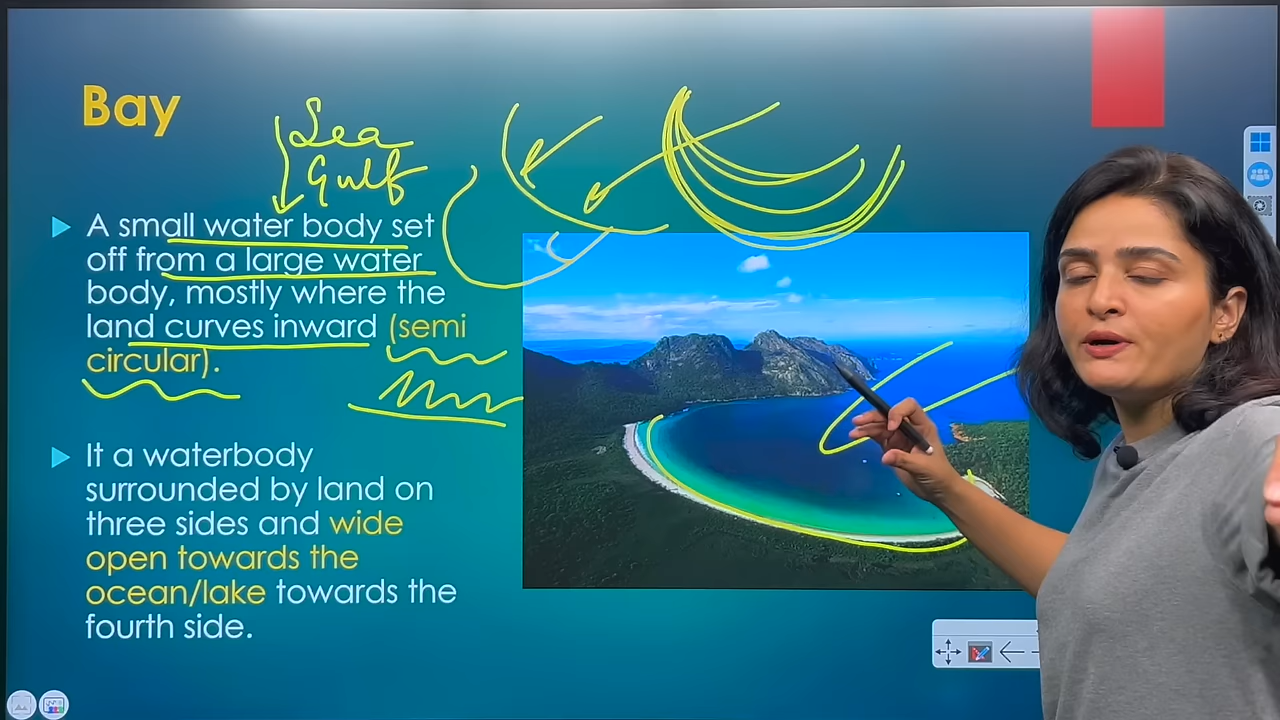 Bay
Sea
Gulf
A small water body set
off from a large water
body, mostly where the
land curves inward (semi
circular).
It a waterbody
surrounded by land on
three sides and wide
open towards the
ocean/lake towards the
fourth side.